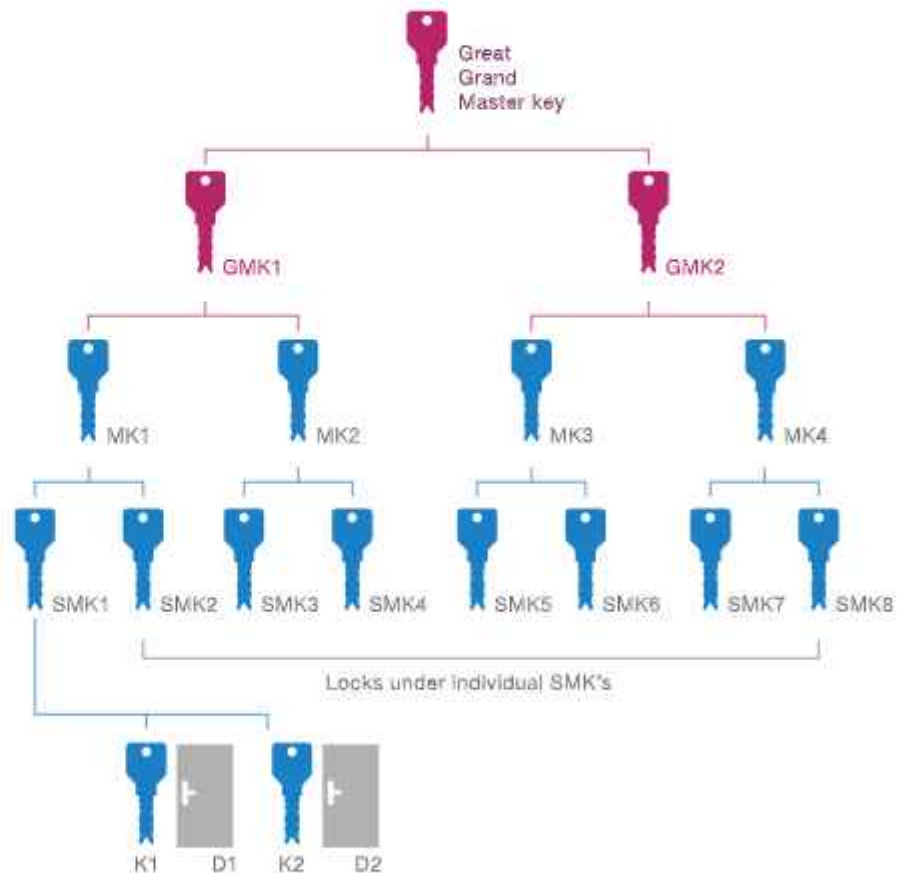 Great
Grand
Master key
GMK1
GMK2
MK1
MK2
MK3
MK4
SMK1
SMK2
SMK3
SMK4
SMK5
SMK6
SMK7
SMK8
Locks under individual SMK's
K1
D1
K2
D2